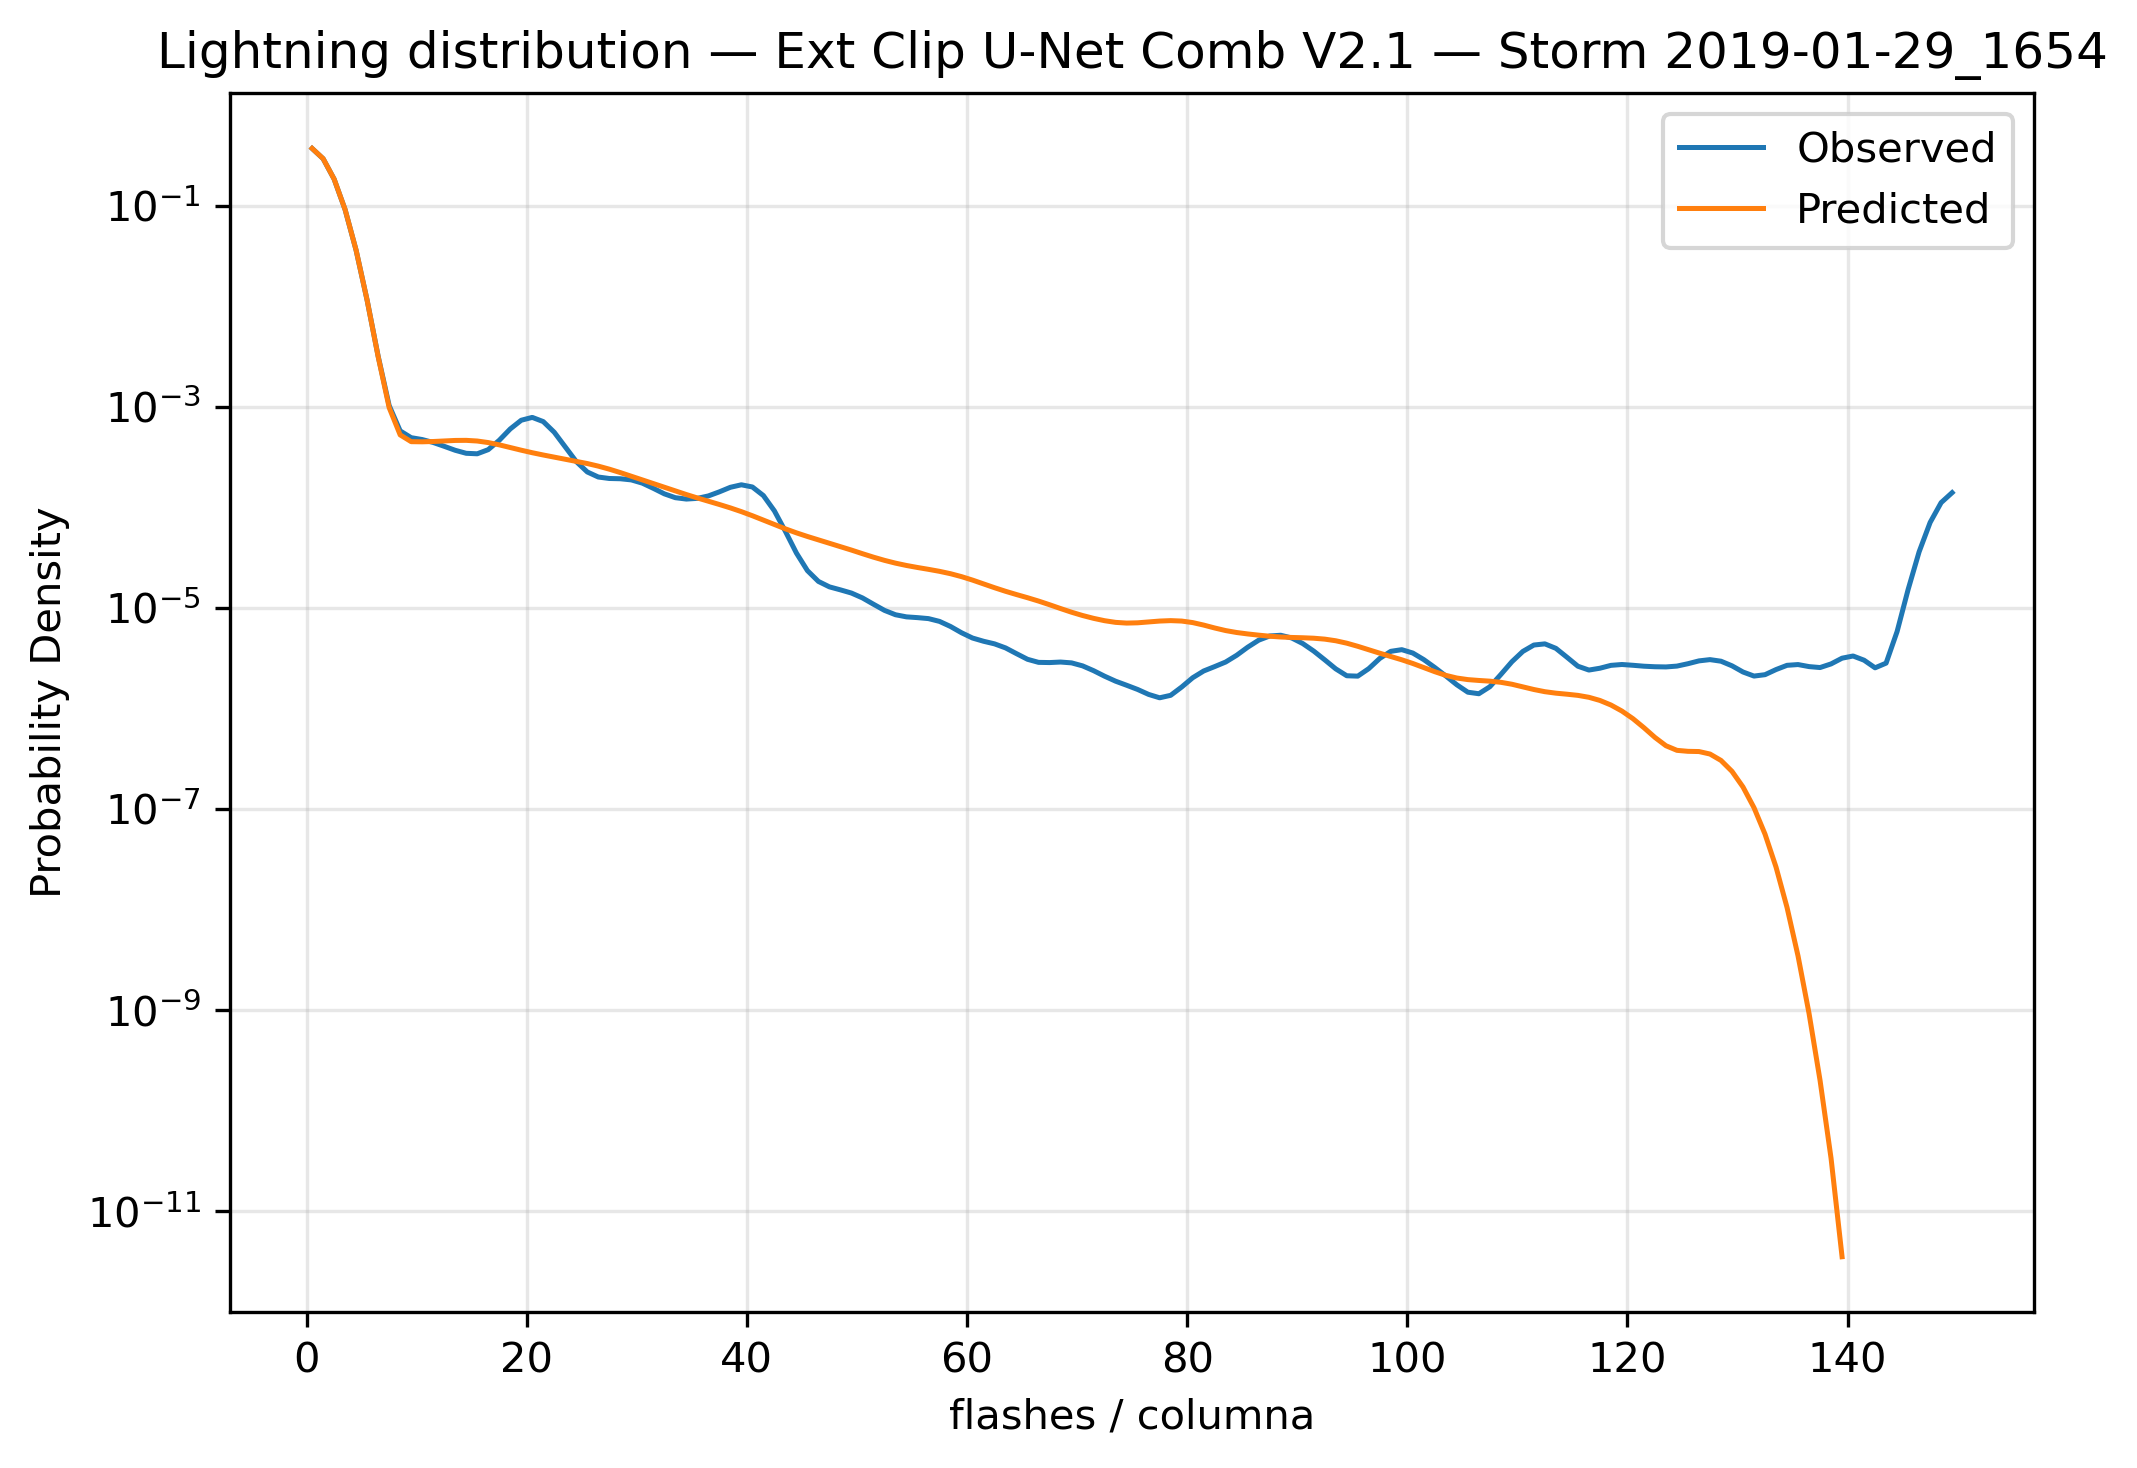 Lightning distribution — Ext Clip U-Net Comb V2.1 — Storm 2019-01-29_1654
Observed
Predicted
Probability Density
10⁻¹
10⁻³
10⁻⁵
10⁻⁷
10⁻⁹
10⁻¹¹
0 20 40 60 80 100 120 140
flashes / columna